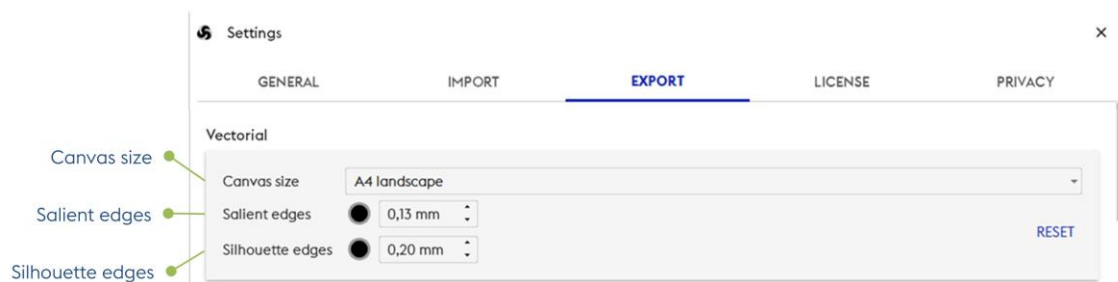 Settings
GENERAL IMPORT EXPORT LICENSE PRIVACY
Vectorial
Canvas size
Canvas size A4 landscape
Salient edges
Salient edges 0,13 mm
RESET
Silhouette edges 0,20 mm
Silhouette edges